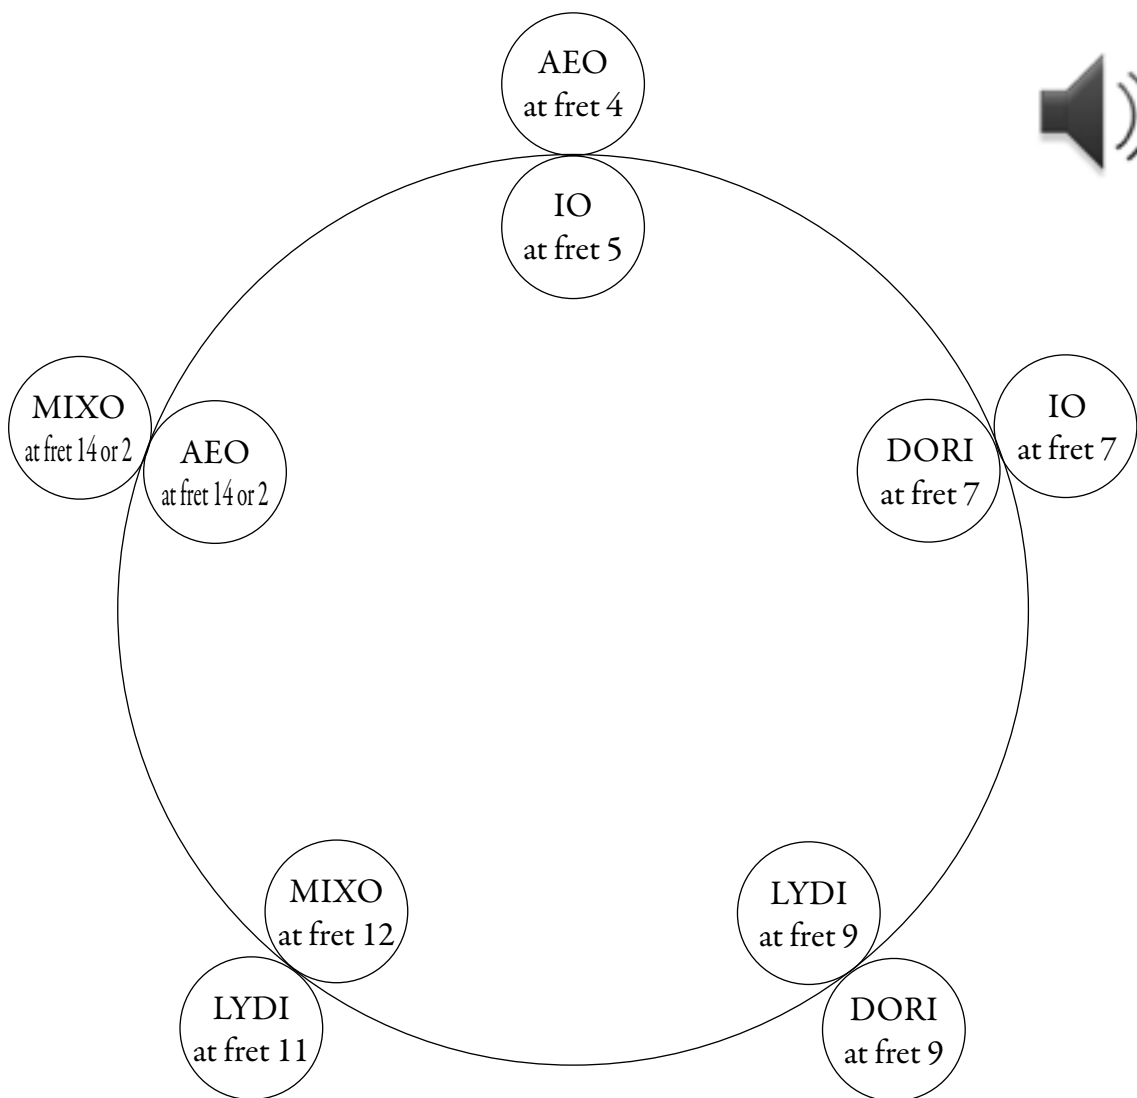 AEO
at fret 4
IO
at fret 5
MIXO
at fret 14 or 2
AEO
at fret 14 or 2
DORI
at fret 7
IO
at fret 7
MIXO
at fret 12
LYDI
at fret 9
LYDI
at fret 11
DORI
at fret 9